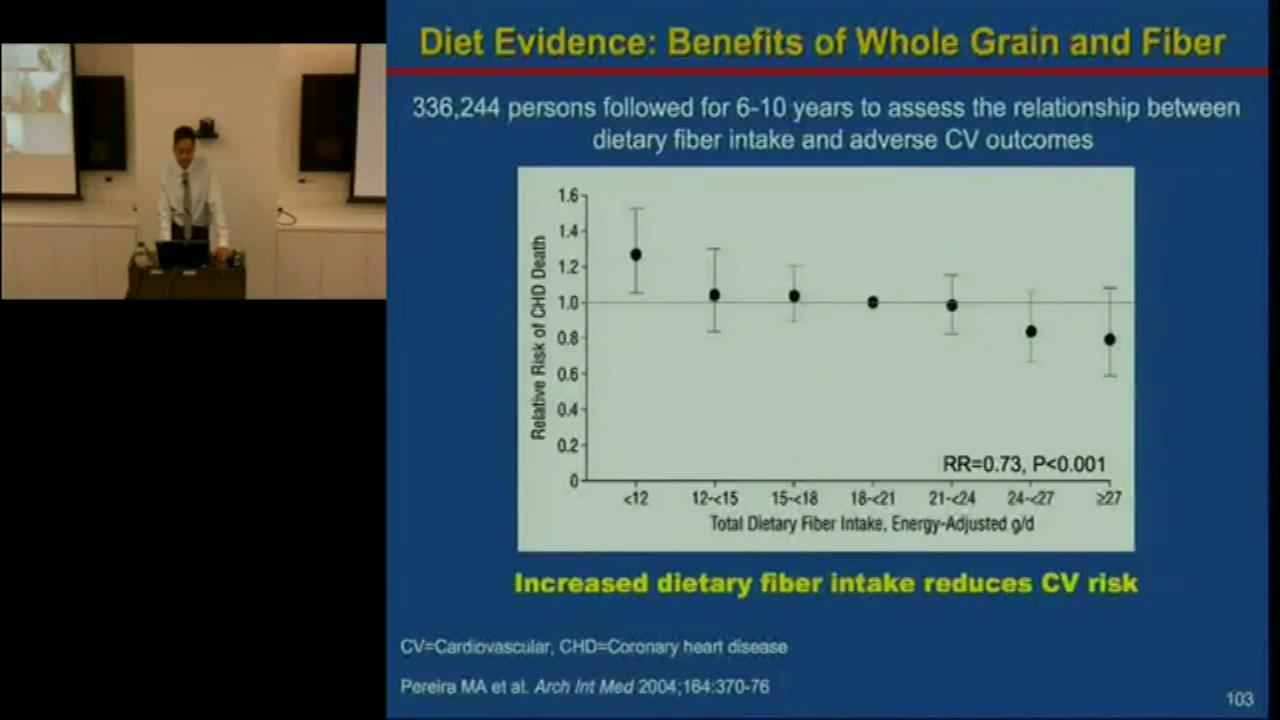 Diet Evidence: Benefits of Whole Grain and Fiber
336,244 persons followed for 6-10 years to assess the relationship between
dietary fiber intake and adverse CV outcomes
Relative Risk of CHD Death
1.6
1.4
1.2
1.0
0.8
0.6
0.4
0.2
0
RR=0.73, P<0.001
<12 12-<15 15-<18 18-<21 21-<24 24-<27 ≥27
Total Dietary Fiber Intake, Energy-Adjusted g/d
Increased dietary fiber intake reduces CV risk
CV=Cardiovascular, CHD=Coronary heart disease
Pereira MA et al. Arch Int Med 2004;164:370-76
103